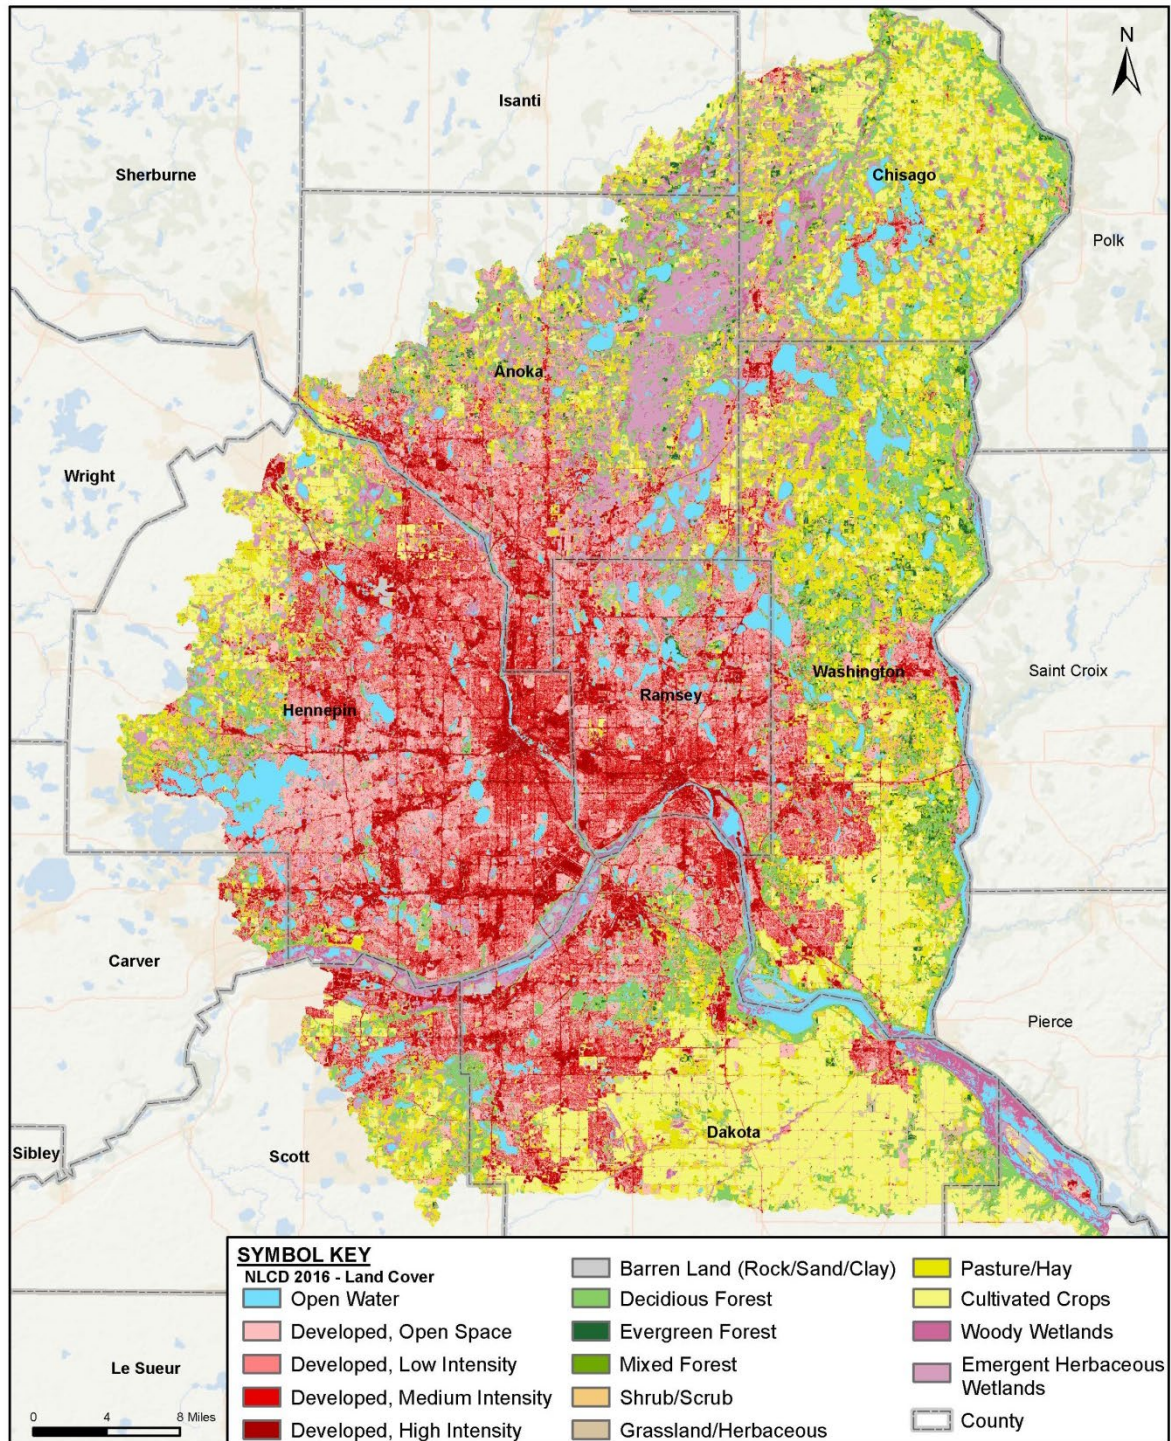 N
Isanti
Sherburne
Chisago
Polk
Anoka
Wright
Washington
Saint Croix
Ramsey
Hennepin
Carver
Pierce
Dakota
Sibley
Scott
Le Sueur
0 4 8 Miles
SYMBOL KEY
NLCD 2016 - Land Cover
Open Water
Developed, Open Space
Developed, Low Intensity
Developed, Medium Intensity
Developed, High Intensity
Barren Land (Rock/Sand/Clay)
Decidious Forest
Evergreen Forest
Mixed Forest
Shrub/Scrub
Grassland/Herbaceous
Pasture/Hay
Cultivated Crops
Woody Wetlands
Emergent Herbaceous
Wetlands
County